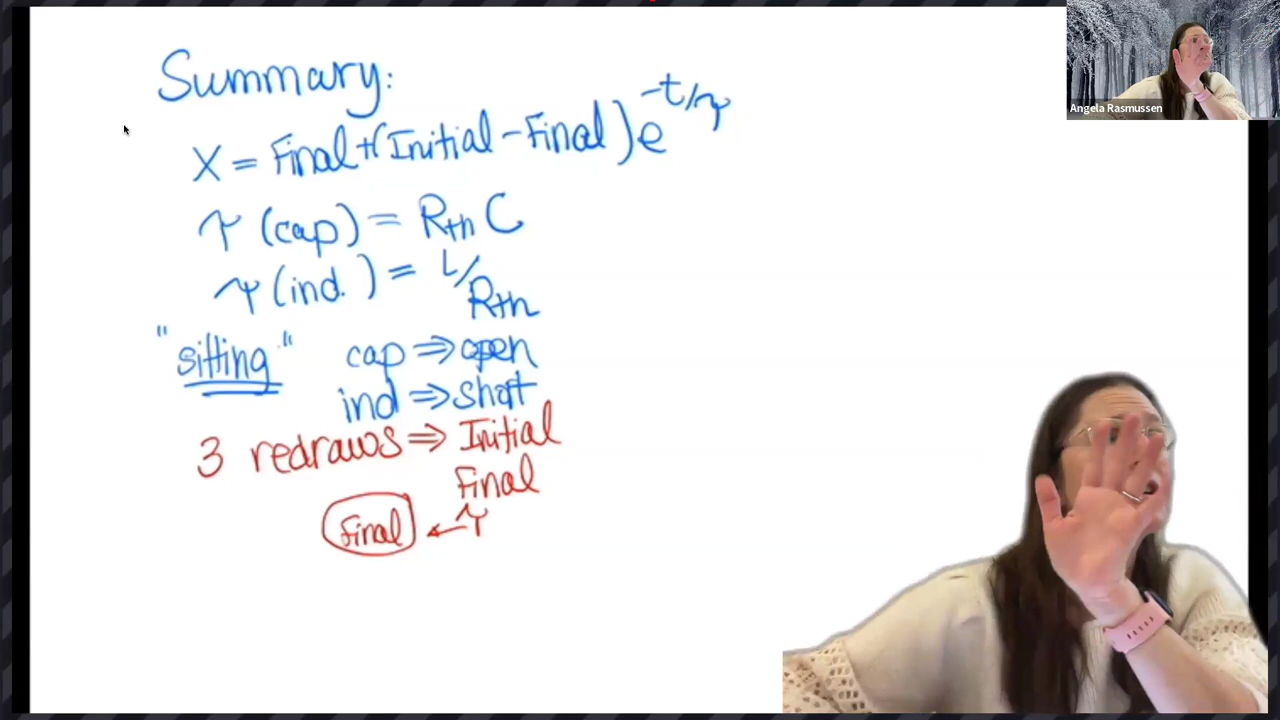 Summary:
X = Final + (Initial - Final) e^-t/τ
τ (cap) = Rth C
τ (ind.) = L/Rth
"sitting" cap ⇒ open
ind ⇒ short
3 redraws ⇒ Initial
Final
Final ← τ
Angela Rasmussen